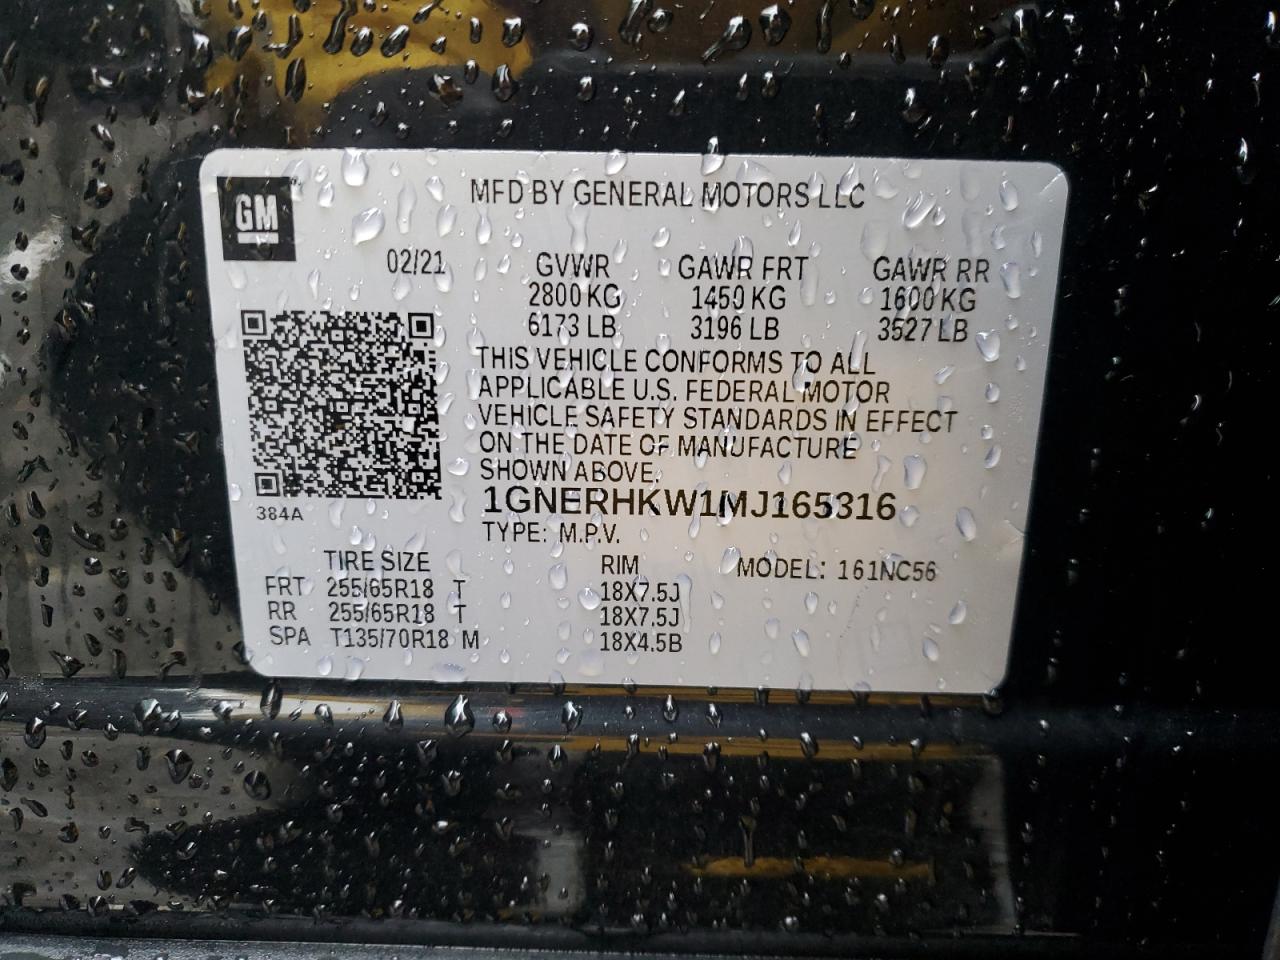 GM
MFD BY GENERAL MOTORS LLC
02/21 GVWR GAWR FRT GAWR RR
2800 KG 1450 KG 1600 KG
6173 LB 3196 LB 3527 LB
THIS VEHICLE CONFORMS TO ALL
APPLICABLE U.S. FEDERAL MOTOR
VEHICLE SAFETY STANDARDS IN EFFECT
ON THE DATE OF MANUFACTURE
SHOWN ABOVE.
1GNERHKW1MJ165316
384A
TYPE: M.P.V.
TIRE SIZE RIM MODEL: 161NC56
FRT 255/65R18 T 18X7.5J
RR 255/65R18 T 18X7.5J
SPA T135/70R18 M 18X4.5B